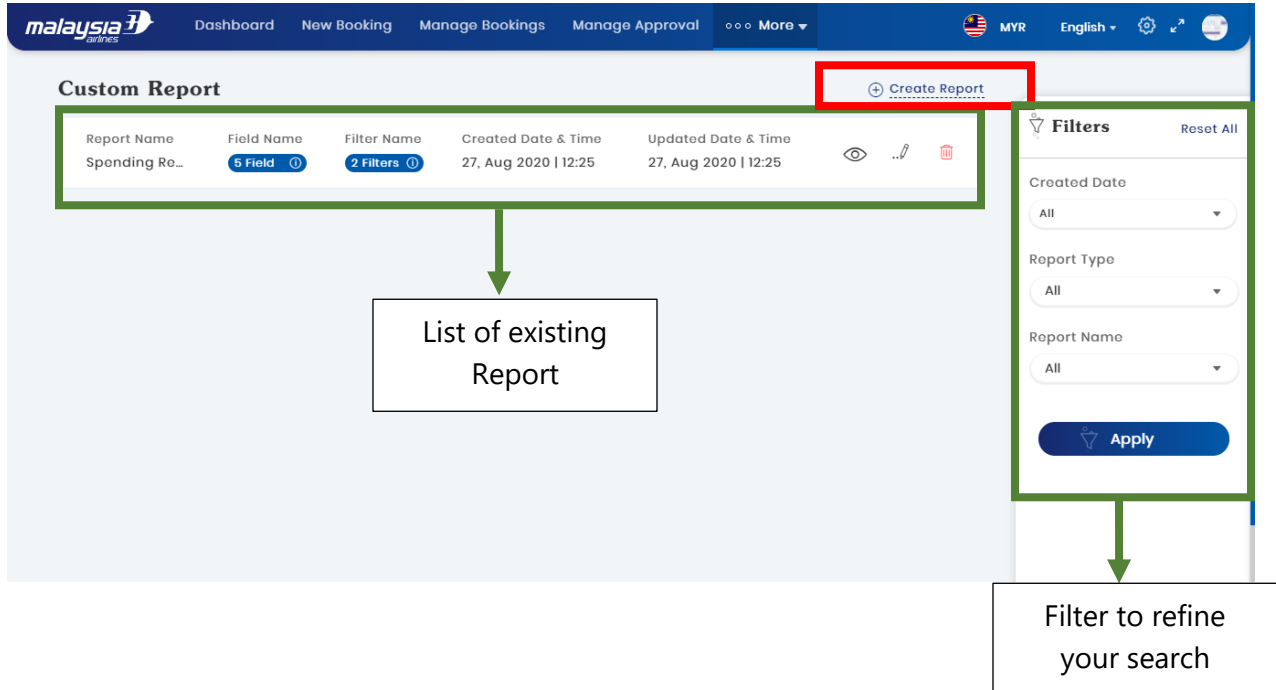 malaysia
airlines
Dashboard New Booking Manage Bookings Manage Approval More MYR English
Custom Report
Create Report
Report Name Field Name Filter Name Created Date & Time Updated Date & Time
Spending Re... 5 Field 2 Filters 27, Aug 2020 | 12:25 27, Aug 2020 | 12:25
Filters Reset All
Created Date
All
Report Type
All
Report Name
All
Apply
List of existing
Report
Filter to refine
your search